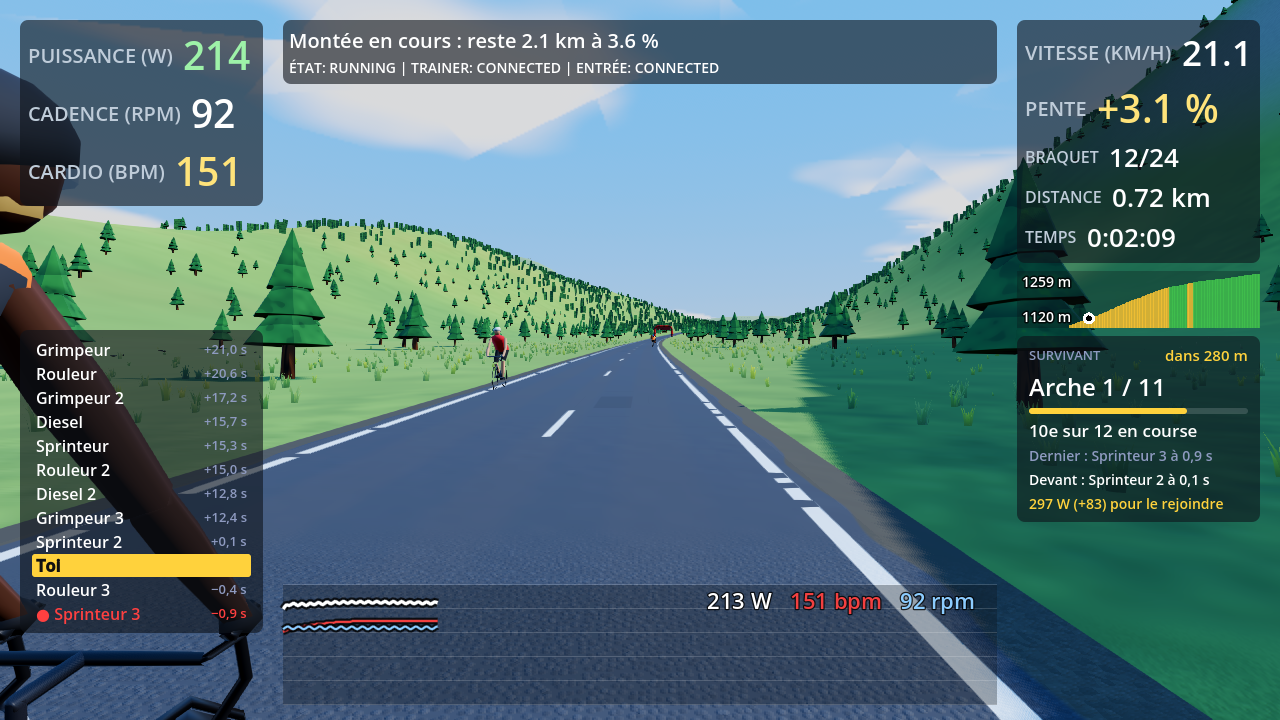 PUISSANCE (W) 214
CADENCE (RPM) 92
CARDIO (BPM) 151
Montée en cours : reste 2.1 km à 3.6 %
ÉTAT: RUNNING | TRAINER: CONNECTED | ENTRÉE: CONNECTED
VITESSE (KM/H) 21.1
PENTE +3.1 %
BRAQUET 12/24
DISTANCE 0.72 km
TEMPS 0:02:09
1259 m
1120 m
SURVIVANT dans 280 m
Arche 1 / 11
10e sur 12 en course
Dernier : Sprinteur 3 à 0,9 s
Devant : Sprinteur 2 à 0,1 s
297 W (+83) pour le rejoindre
Grimpeur +21,0 s
Rouleur +20,6 s
Grimpeur 2 +17,2 s
Diesel +15,7 s
Sprinteur +15,3 s
Rouleur 2 +15,0 s
Diesel 2 +12,8 s
Grimpeur 3 +12,4 s
Sprinteur 2 +0,1 s
Toi
Rouleur 3 −0,4 s
Sprinteur 3 −0,9 s
213 W 151 bpm 92 rpm